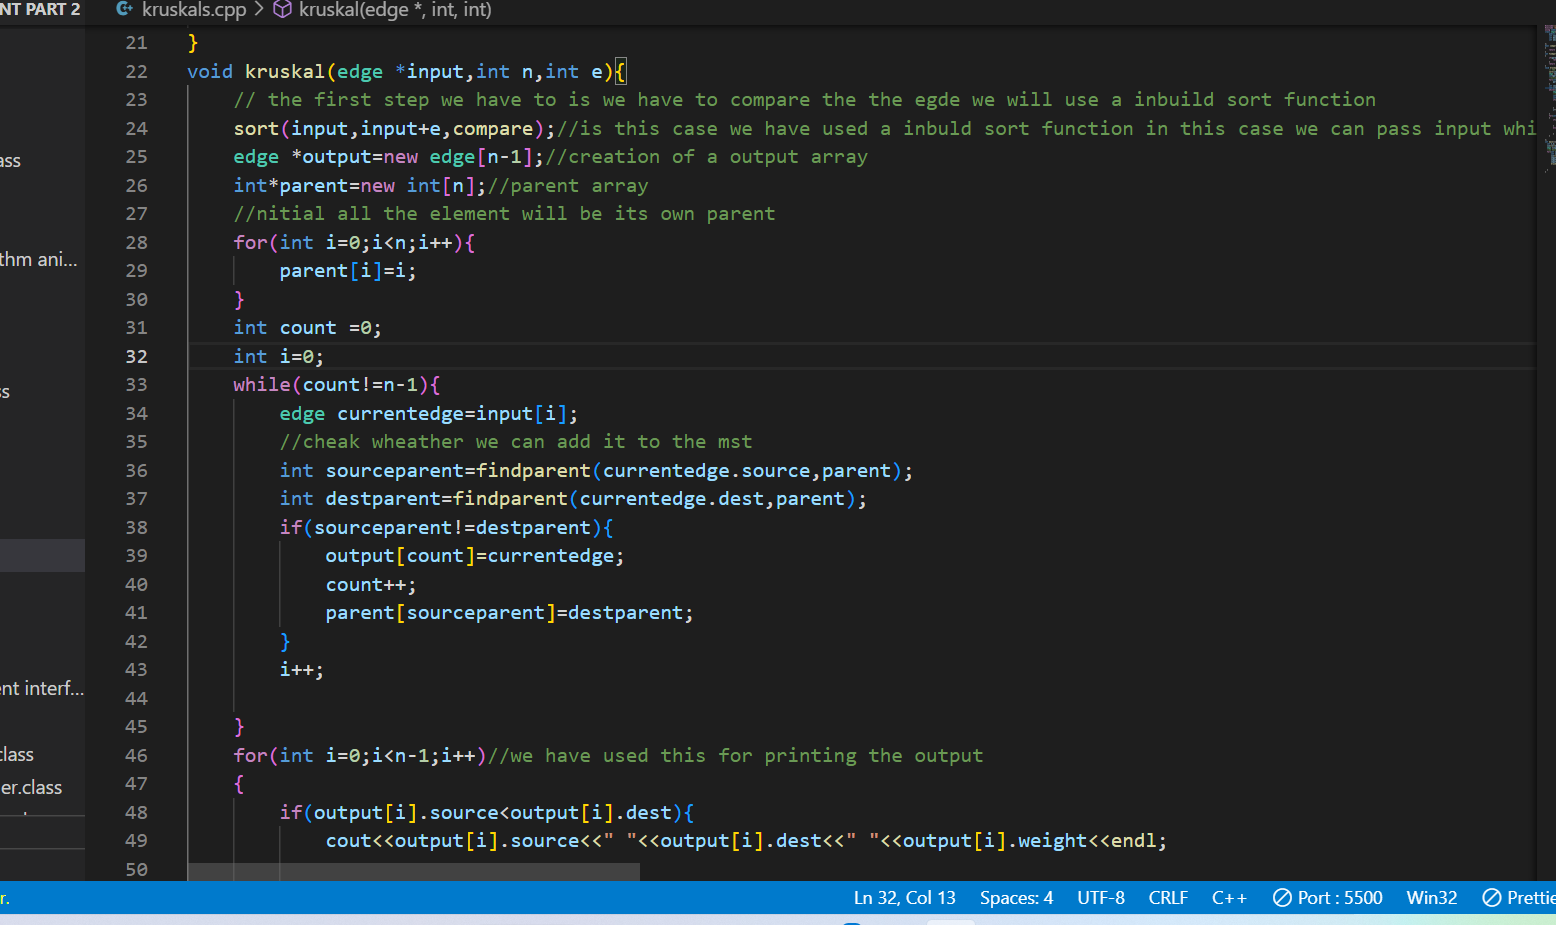 NT PART 2
kruskals.cpp > kruskal(edge *, int, int)
ass
thm ani...
s
ent interf...
class
er.class
21 }
22 void kruskal(edge *input,int n,int e){
23 // the first step we have to is we have to compare the the egde we will use a inbuild sort function
24 sort(input,input+e,compare);//is this case we have used a inbuld sort function in this case we can pass input whi
25 edge *output=new edge[n-1];//creation of a output array
26 int*parent=new int[n];//parent array
27 //nitial all the element will be its own parent
28 for(int i=0;i<n;i++){
29 parent[i]=i;
30 }
31 int count =0;
32 int i=0;
33 while(count!=n-1){
34 edge currentedge=input[i];
35 //cheak wheather we can add it to the mst
36 int sourceparent=findparent(currentedge.source,parent);
37 int destparent=findparent(currentedge.dest,parent);
38 if(sourceparent!=destparent){
39 output[count]=currentedge;
40 count++;
41 parent[sourceparent]=destparent;
42 }
43 i++;
44
45 }
46 for(int i=0;i<n-1;i++)//we have used this for printing the output
47 {
48 if(output[i].source<output[i].dest){
49 cout<<output[i].source<<" "<<output[i].dest<<" "<<output[i].weight<<endl;
50
r.
Ln 32, Col 13 Spaces: 4 UTF-8 CRLF C++ Port : 5500 Win32 Prettie